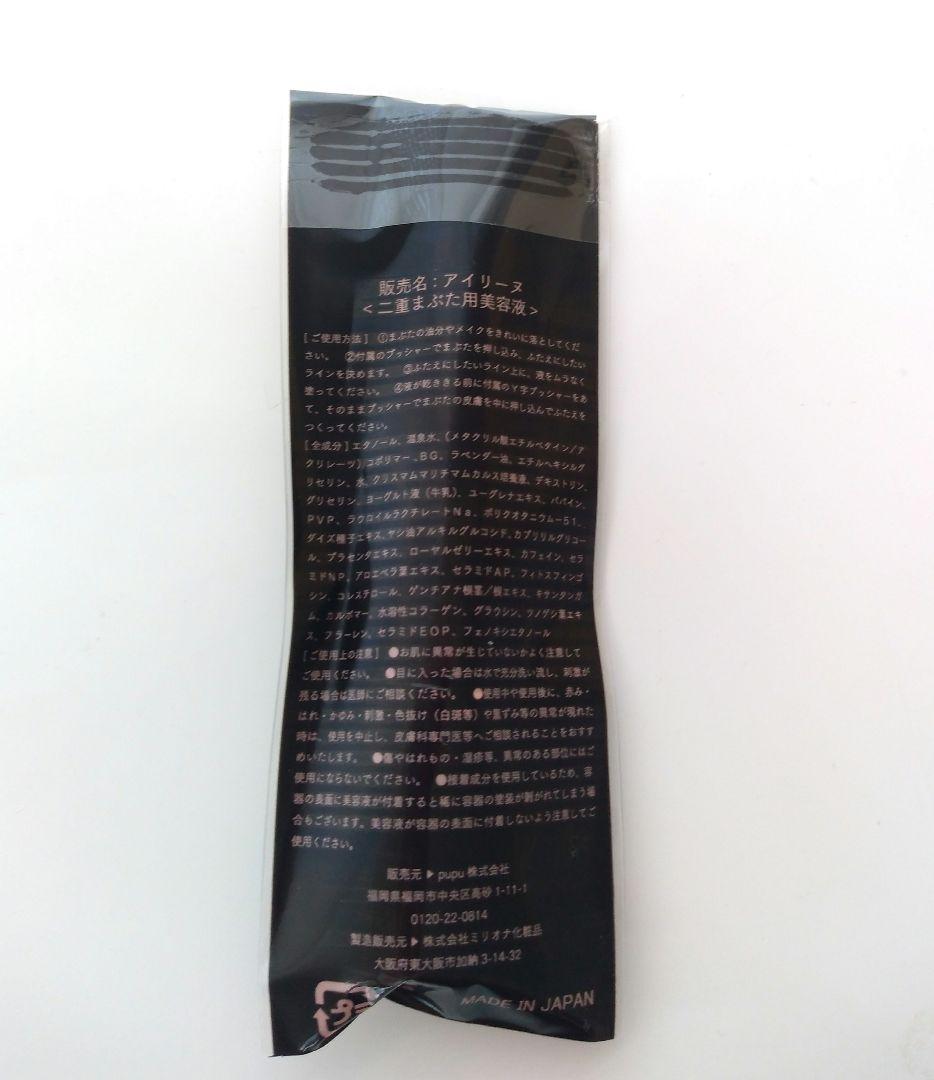 販売名：アイリーヌ
＜二重まぶた用美容液＞
［ご使用方法］ ①まぶたの油分やメイクをきれいに落としてくだ
さい。 ②付属のプッシャーでまぶたを押し込み、ふたえにしたい
ラインを決めます。 ③ふたえにしたいライン上に、液をムラなく
塗ってください。 ④液が乾ききる前に付属のY字プッシャーをあ
て、そのままプッシャーでまぶたの皮膚を中に押し込んでふたえを
つくってください。
［全成分］エタノール、温泉水、（メタクリル酸エチルベタイン／ア
クリレーツ）コポリマー、BG、ラベンダー油、エチルヘキシルグ
リセリン、水、クリスマムマリチマムカルス培養液、デキストリン、
グリセリン、ヨーグルト液（牛乳）、ユーグレナエキス、パパイン、
PVP、ラウロイルラクチレートNa、ポリクオタニウム－51、
ダイズ種子エキス、ヤシ油アルキルグルコシド、カプリリルグリコー
ル、プラセンタエキス、ローヤルゼリーエキス、カフェイン、セラ
ミドNP、アロエベラ葉エキス、セラミドAP、フィトスフィンゴ
シン、コレステロール、ゲンチアナ根茎／根エキス、キサンタンガ
ム、カルボマー、水溶性コラーゲン、グラウシン、ツノゲシ葉エキ
ス、フラーレン、セラミドEOP、フェノキシエタノール
［ご使用上の注意］ ●お肌に異常が生じていないかよく注意して
ご使用ください。 ●目に入った場合は水で充分洗い流し、刺激が
残る場合は医師にご相談ください。 ●使用中や使用後に、赤み・
はれ・かゆみ・刺激・色抜け（白斑等）や黒ずみ等の異常が現れた
時は、使用を中止し、皮膚科専門医等へご相談されることをおすす
めいたします。 ●傷やはれもの・湿疹等、異常のある部位にはご
使用にならないでください。 ●接着成分を使用しているため、容
器の表面に美容液が付着すると稀に容器の塗装が剥がれてしまう場
合もございます。美容液が容器の表面に付着しないよう注意してご
使用ください。
販売元▶pupu株式会社
福岡県福岡市中央区高砂1-11-1
0120-22-0814
製造販売元▶株式会社ミリオナ化粧品
大阪府東大阪市加納3-14-32
プ
MADE IN JAPAN